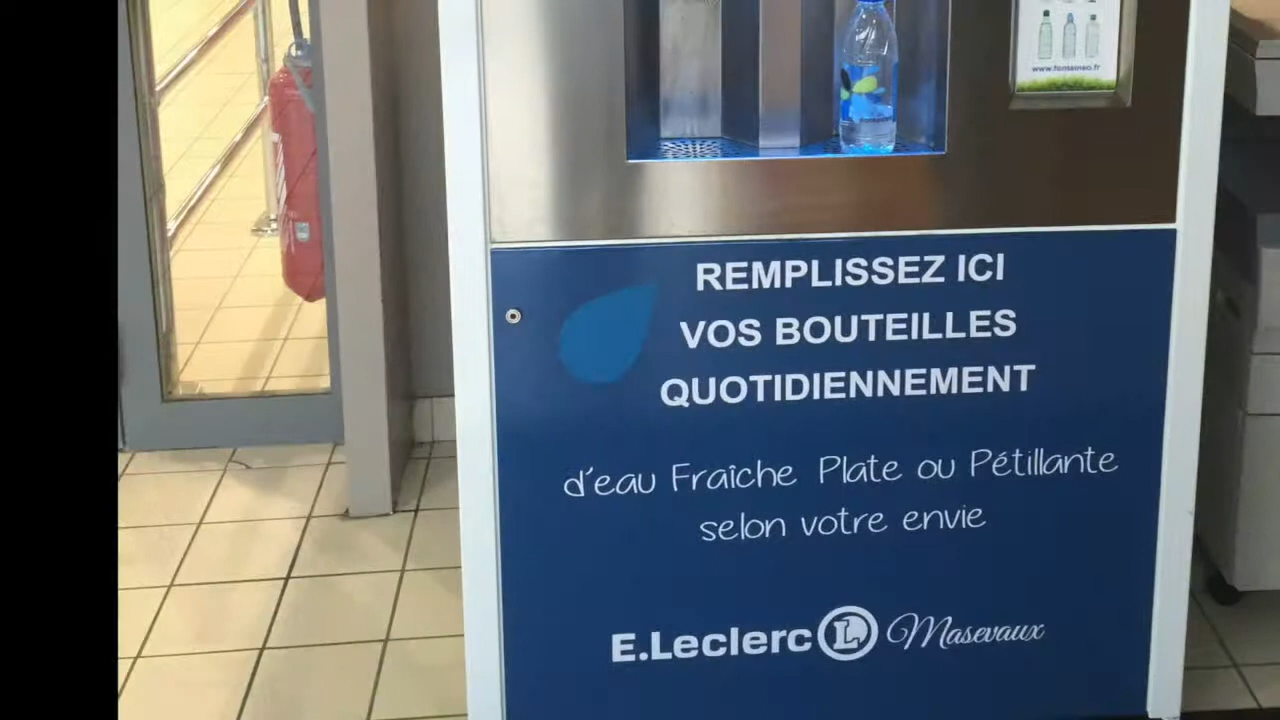 www.fontaineo.fr
REMPLISSEZ ICI
VOS BOUTEILLES
QUOTIDIENNEMENT
d'eau Fraîche Plate ou Pétillante
selon votre envie
E.Leclerc L Masevaux